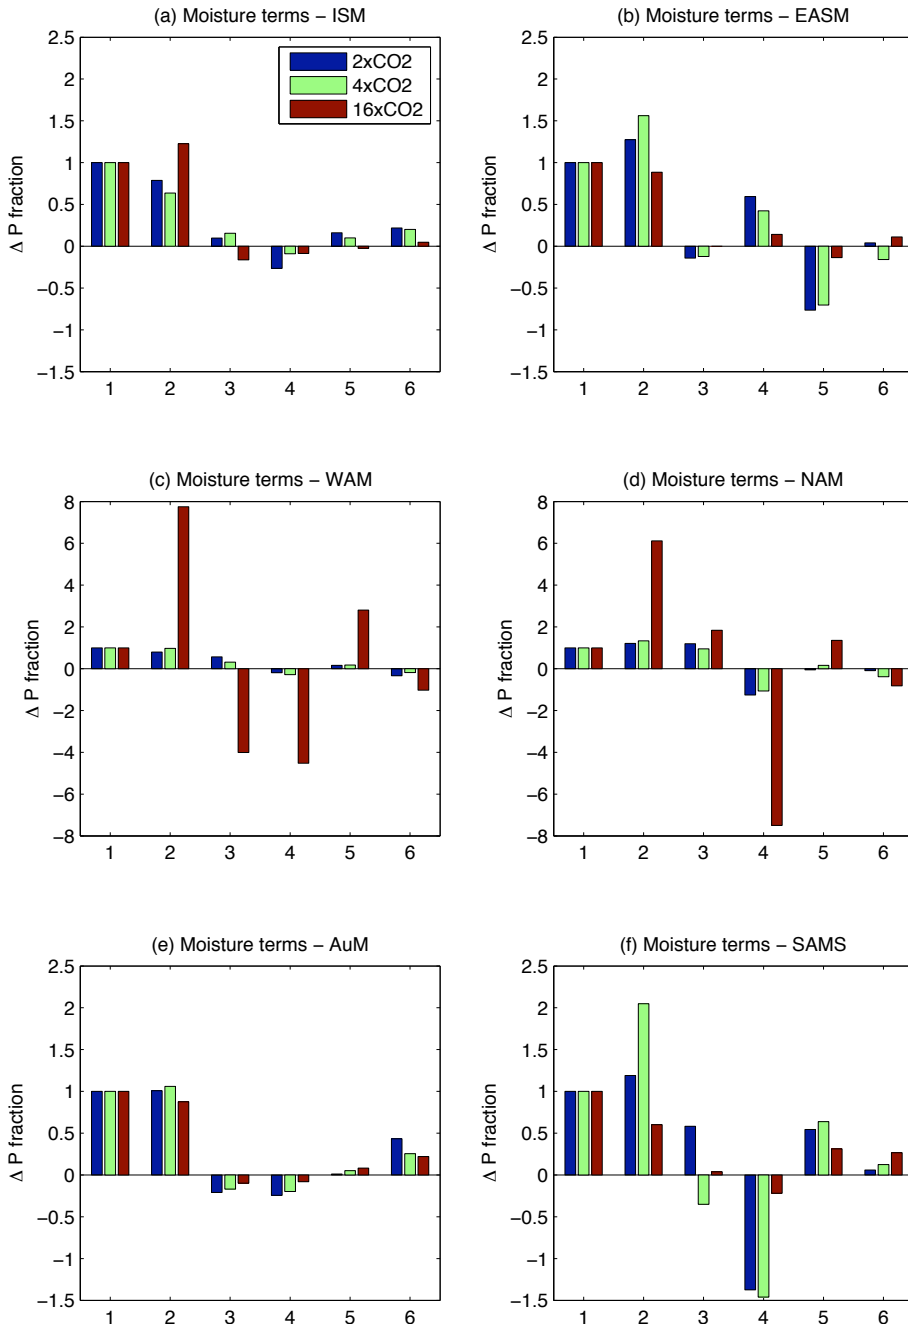 (a) Moisture terms − ISM
2.5
2
1.5
1
0.5
0
−0.5
−1
−1.5
Δ P fraction
1 2 3 4 5 6
2xCO2
4xCO2
16xCO2
(b) Moisture terms − EASM
2.5
2
1.5
1
0.5
0
−0.5
−1
−1.5
Δ P fraction
1 2 3 4 5 6
(c) Moisture terms − WAM
8
6
4
2
0
−2
−4
−6
−8
Δ P fraction
1 2 3 4 5 6
(d) Moisture terms − NAM
8
6
4
2
0
−2
−4
−6
−8
Δ P fraction
1 2 3 4 5 6
(e) Moisture terms − AuM
2.5
2
1.5
1
0.5
0
−0.5
−1
−1.5
Δ P fraction
1 2 3 4 5 6
(f) Moisture terms − SAMS
2.5
2
1.5
1
0.5
0
−0.5
−1
−1.5
Δ P fraction
1 2 3 4 5 6